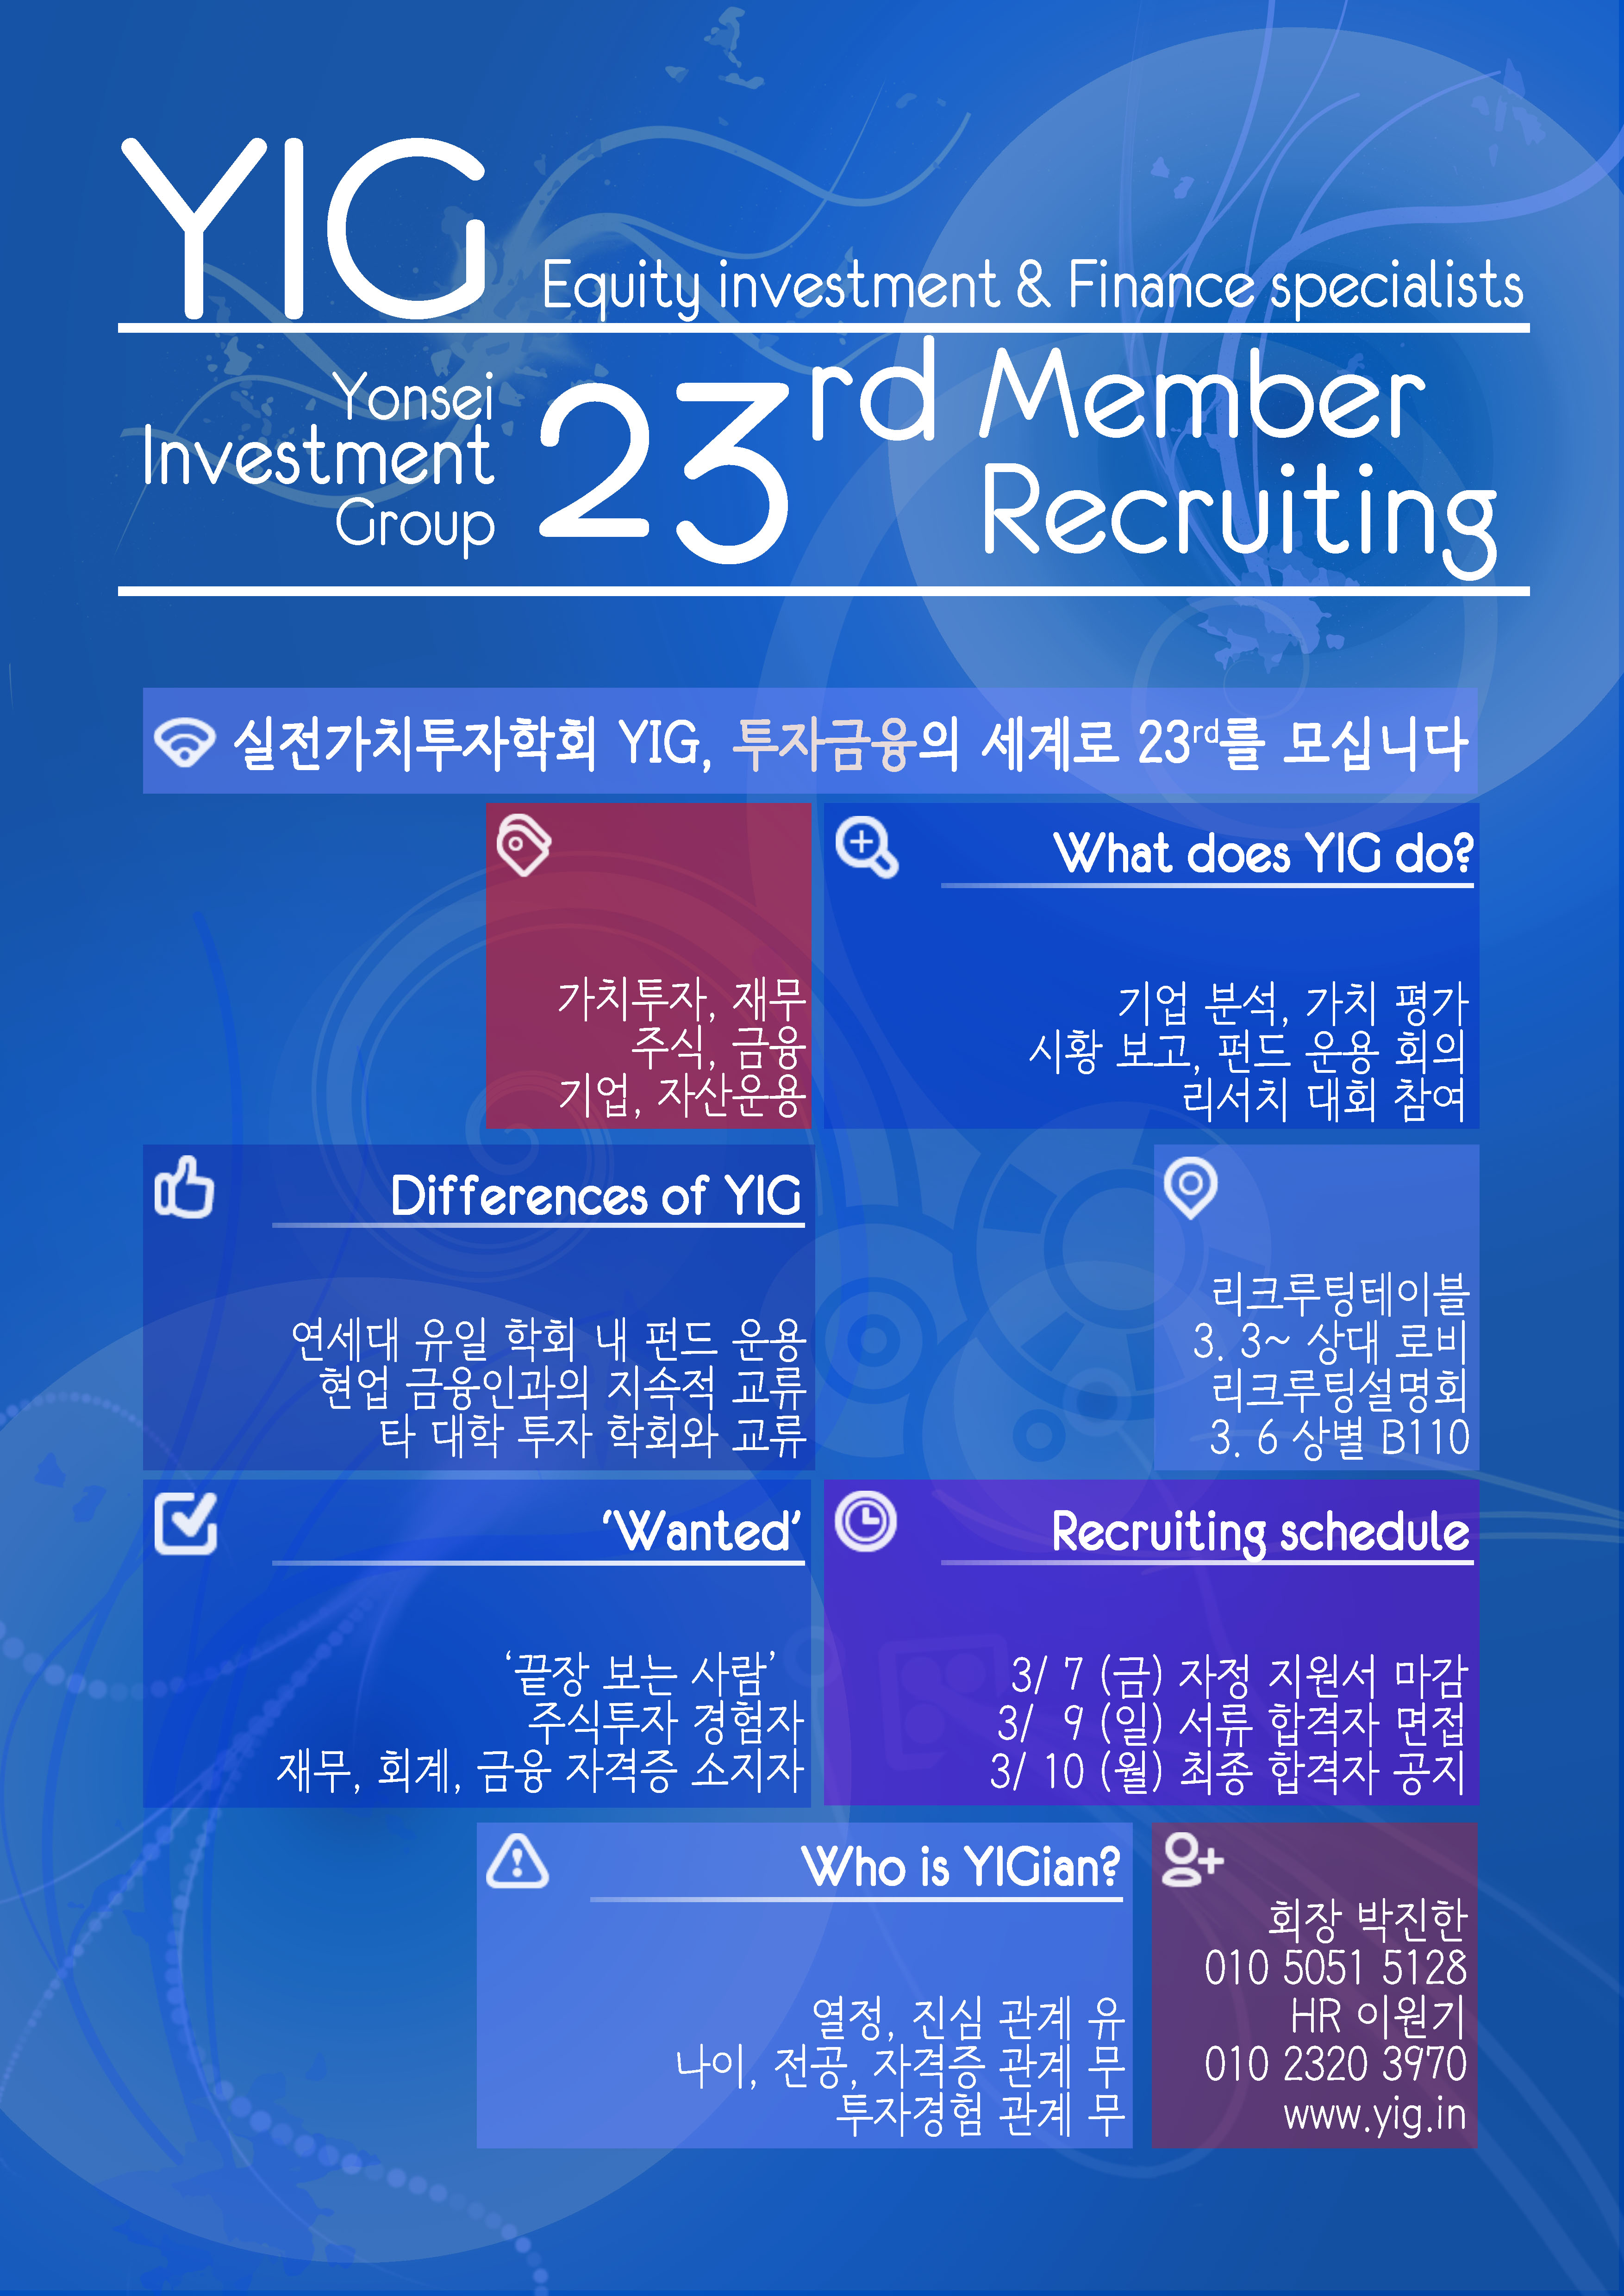 YIG
Equity investment & Finance specialists
Yonsei
Investment
Group
23rd Member
Recruiting
실전가치투자학회 YIG, 투자금융의 세계로 23rd를 모십니다
가치투자, 재무
주식, 금융
기업, 자산운용
What does YIG do?
기업 분석, 가치 평가
시황 보고, 펀드 운용 회의
리서치 대회 참여
Differences of YIG
연세대 유일 학회 내 펀드 운용
현업 금융인과의 지속적 교류
타 대학 투자 학회와 교류
리크루팅테이블
3. 3~ 상대 로비
리크루팅설명회
3. 6 상별 B110
'Wanted'
‘끝장 보는 사람’
주식투자 경험자
재무, 회계, 금융 자격증 소지자
Recruiting schedule
3/ 7 (금) 자정 지원서 마감
3/ 9 (일) 서류 합격자 면접
3/ 10 (월) 최종 합격자 공지
Who is YIGian?
열정, 진심 관계 유
나이, 전공, 자격증 관계 무
투자경험 관계 무
회장 박진한
010 5051 5128
HR 이원기
010 2320 3970
www.yig.in